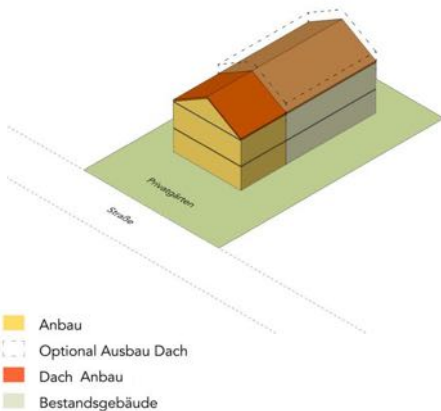 Privatgärten
Straße
Anbau
Optional Ausbau Dach
Dach Anbau
Bestandsgebäude